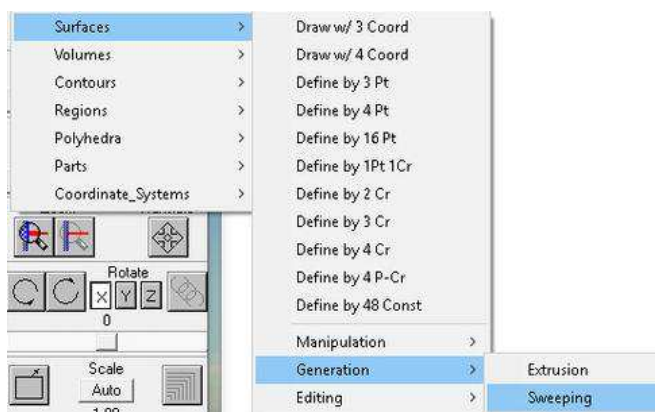 Surfaces >
Volumes >
Contours >
Regions >
Polyhedra >
Parts >
Coordinate_Systems >
Draw w/ 3 Coord
Draw w/ 4 Coord
Define by 3 Pt
Define by 4 Pt
Define by 16 Pt
Define by 1Pt 1Cr
Define by 2 Cr
Define by 3 Cr
Define by 4 Cr
Define by 4 P-Cr
Define by 48 Const
Manipulation >
Generation >
Editing >
Extrusion
Sweeping
Rotate
X Y Z
0
Scale
Auto